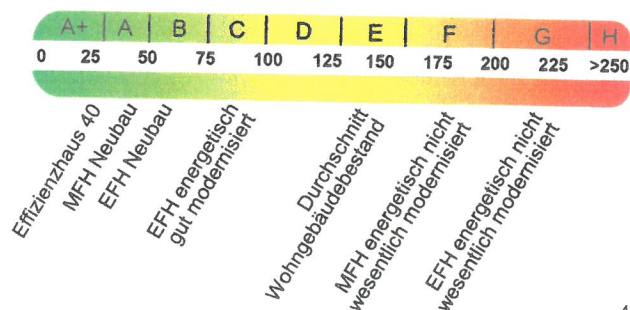 A+ A B C D E F G H
0 25 50 75 100 125 150 175 200 225 >250
Effizienzhaus 40
MFH Neubau
EFH Neubau
EFH energetisch
gut modernisiert
Durchschnitt
Wohngebäudebestand
MFH energetisch nicht
wesentlich modernisiert
EFH energetisch nicht
wesentlich modernisiert